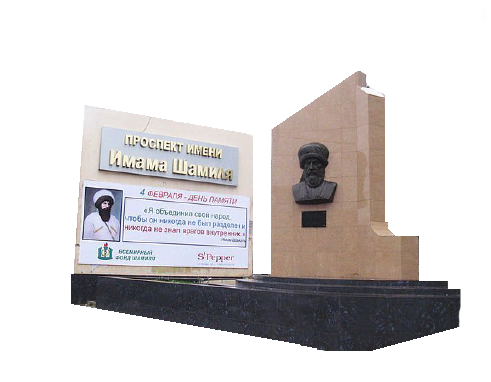 ПРОСПЕКТ ИМЕНИ
Имама Шамиля
4 ФЕВРАЛЯ - ДЕНЬ ПАМЯТИ
«Я объединил свой народ,
чтобы он никогда не был разделен и
никогда не знал врагов внутренних.»
Имам Шамиль
ВСЕМИРНЫЙ
ФОНД ШАМИЛЯ
S'Pepper